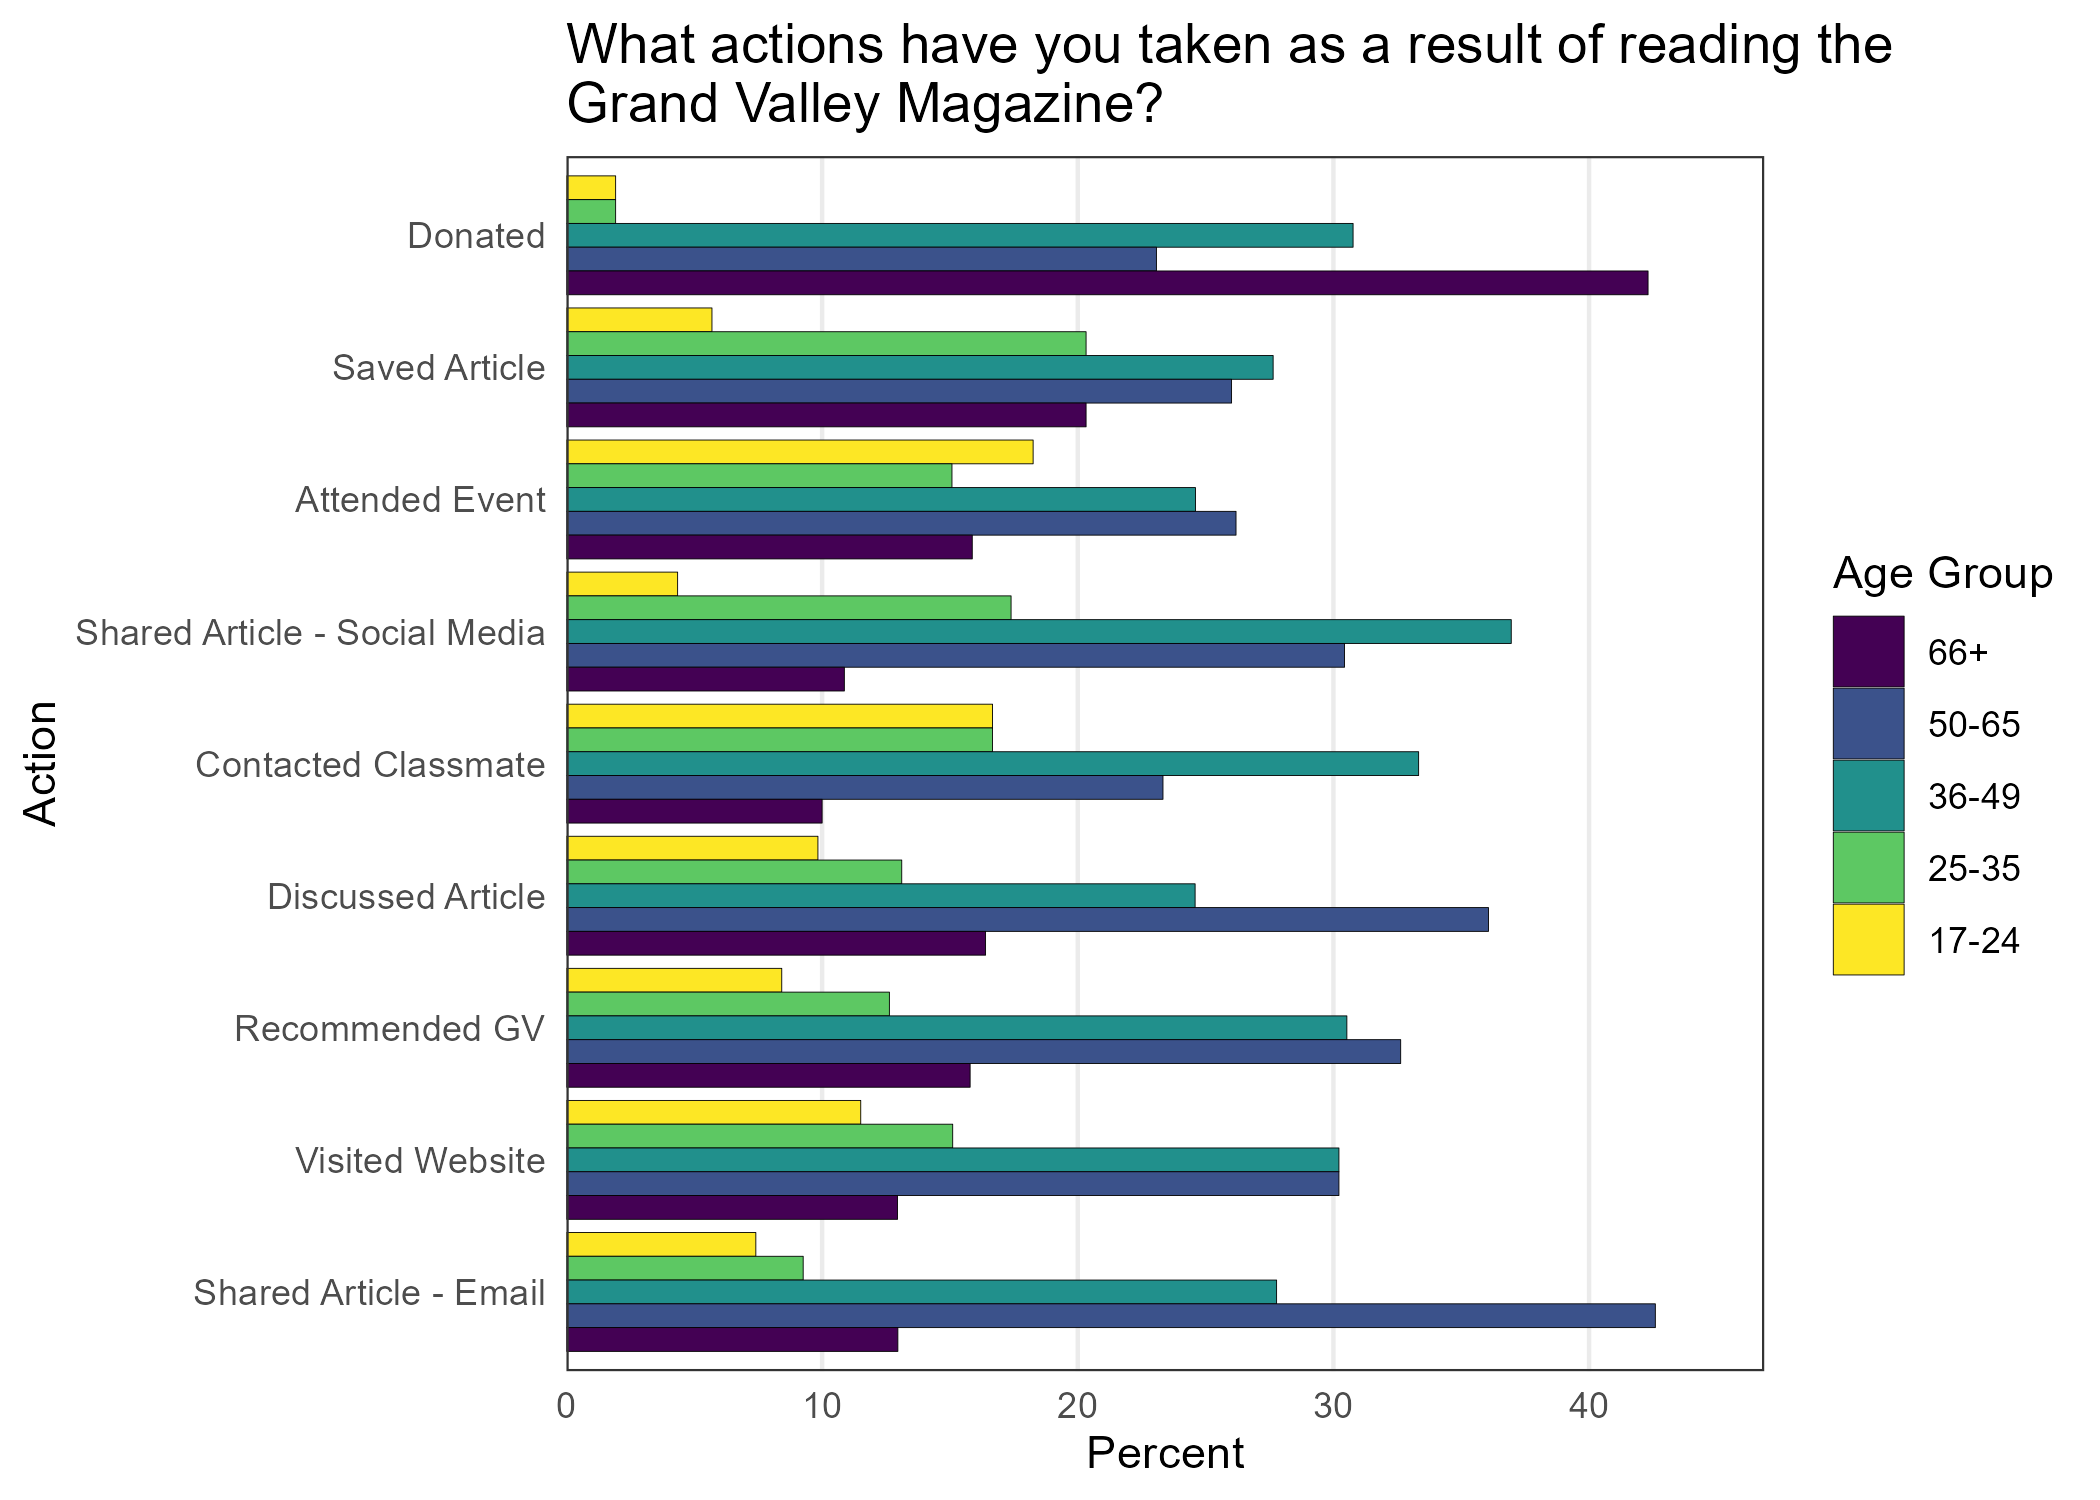 What actions have you taken as a result of reading the
Grand Valley Magazine?
Donated
Saved Article
Attended Event
Shared Article - Social Media
Contacted Classmate
Discussed Article
Recommended GV
Visited Website
Shared Article - Email
Action
0 10 20 30 40
Percent
Age Group
66+
50-65
36-49
25-35
17-24